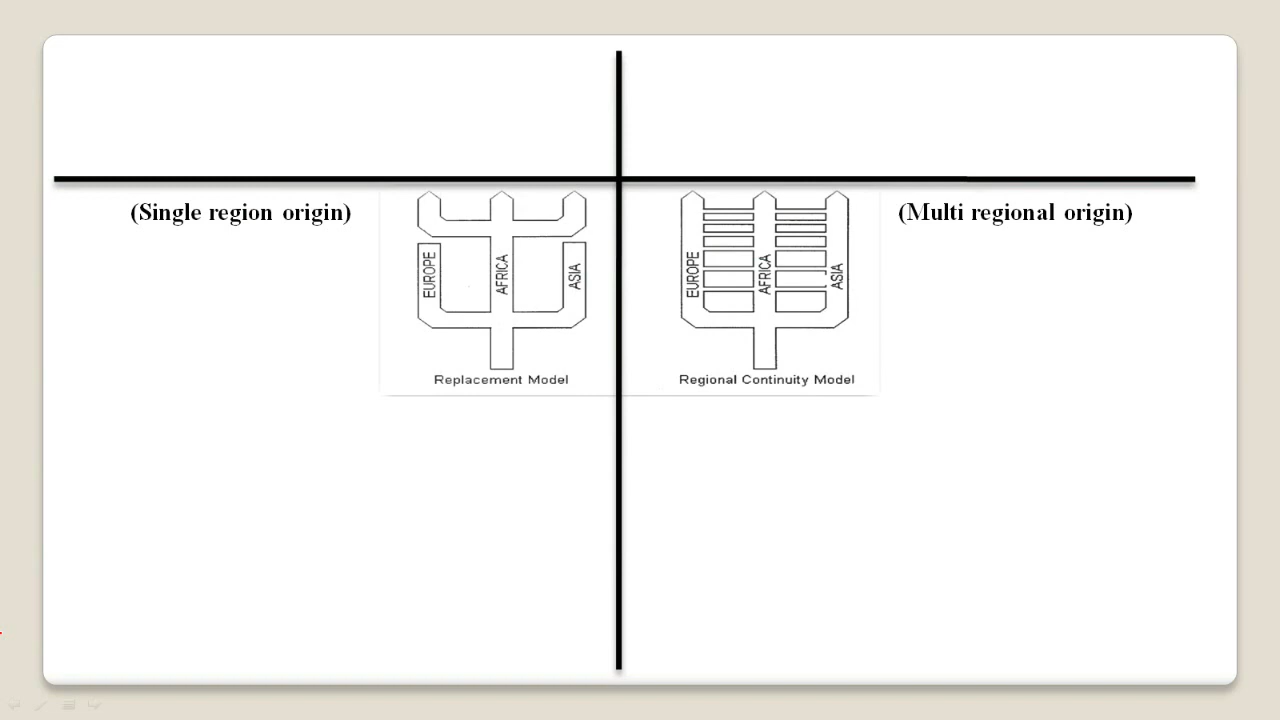 (Single region origin)
EUROPE
AFRICA
ASIA
Replacement Model
EUROPE
AFRICA
ASIA
Regional Continuity Model
(Multi regional origin)